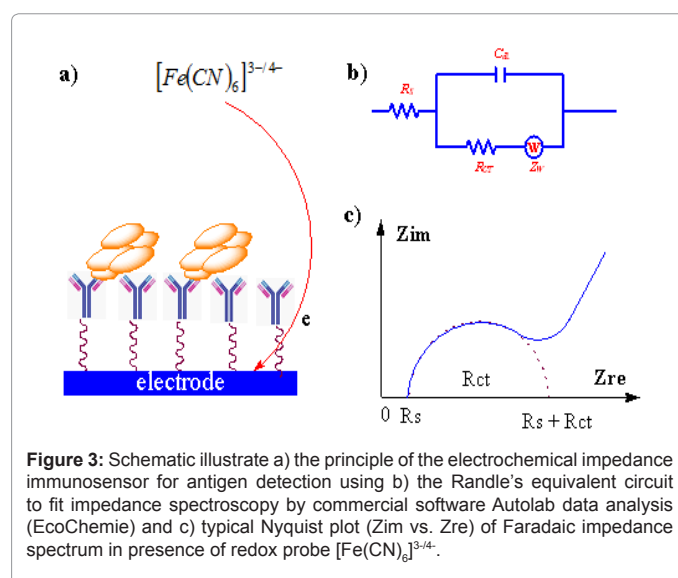 a)
[Fe(CN)6]3-/4-
e
electrode
b)
Cdl
Rs
RCT
W
ZW
c)
Zim
Rct
Zre
0 Rs
Rs + Rct
Figure 3: Schematic illustrate a) the principle of the electrochemical impedance
immunosensor for antigen detection using b) the Randle's equivalent circuit
to fit impedance spectroscopy by commercial software Autolab data analysis
(EcoChemie) and c) typical Nyquist plot (Zim vs. Zre) of Faradaic impedance
spectrum in presence of redox probe [Fe(CN)6]3-/4-.